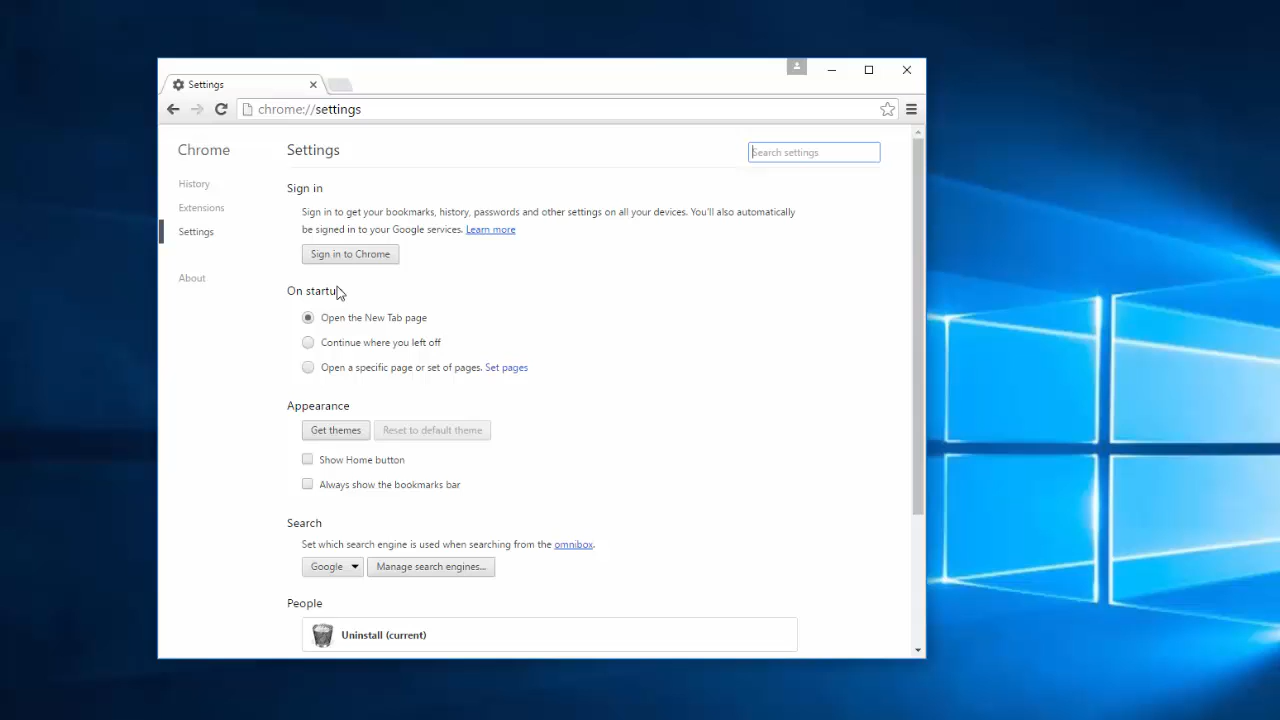 Settings
chrome://settings
Chrome
Settings
Search settings
History
Extensions
Settings
About
Sign in
Sign in to get your bookmarks, history, passwords and other settings on all your devices. You'll also automatically
be signed in to your Google services. Learn more
Sign in to Chrome
On startup
Open the New Tab page
Continue where you left off
Open a specific page or set of pages. Set pages
Appearance
Get themes
Reset to default theme
Show Home button
Always show the bookmarks bar
Search
Set which search engine is used when searching from the omnibox.
Google
Manage search engines...
People
Uninstall (current)